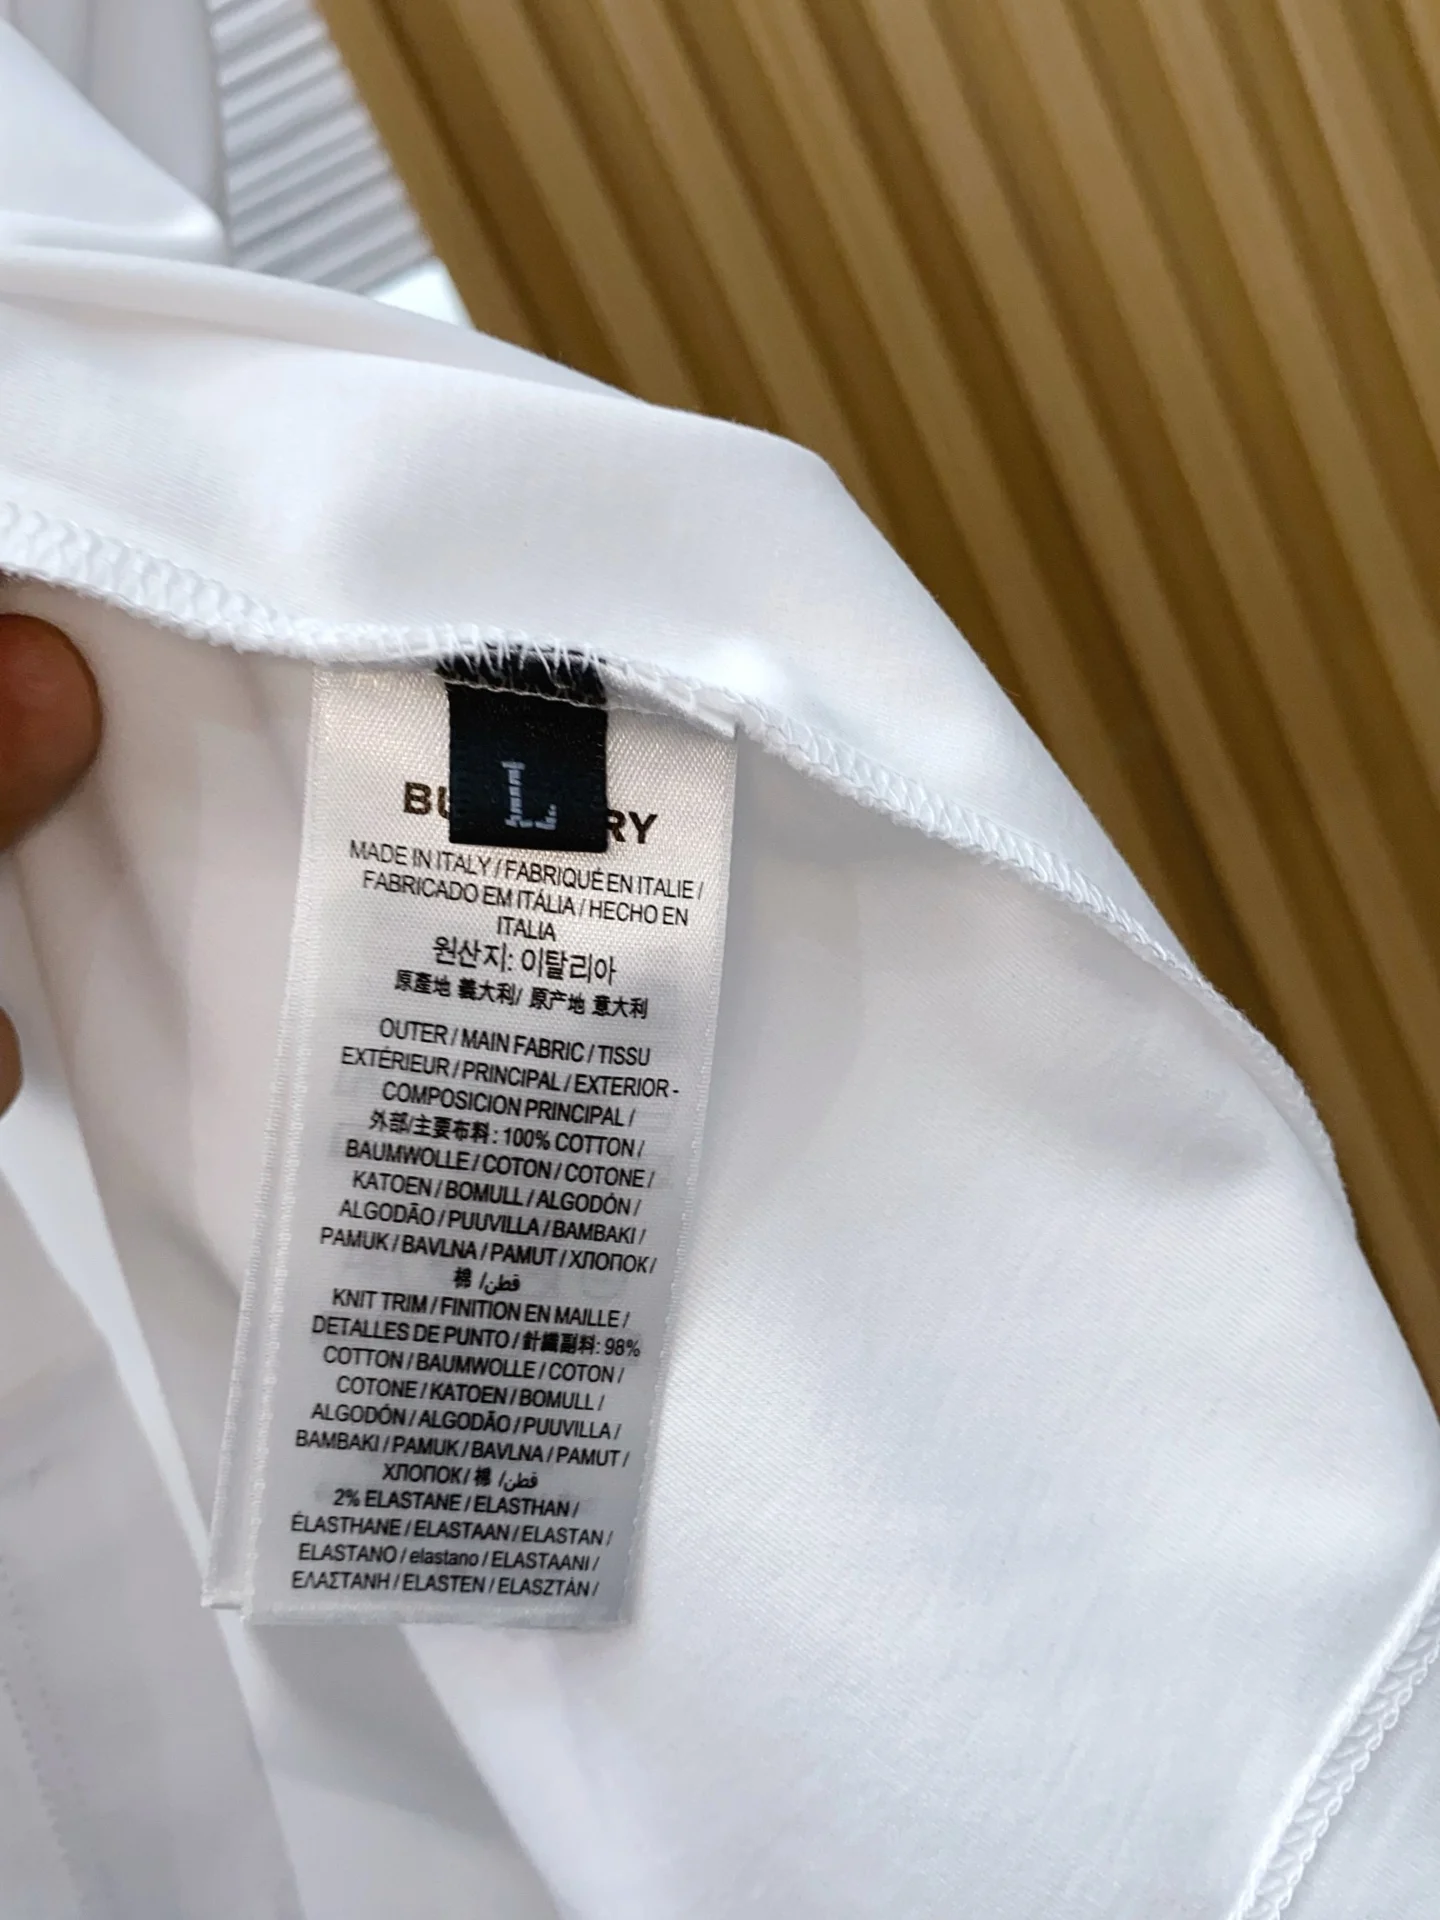 L
BU RY
MADE IN ITALY / FABRIQUÉ EN ITALIE /
FABRICADO EM ITÁLIA / HECHO EN
ITALIA
원산지: 이탈리아
原產地 義大利/ 原产地 意大利
OUTER / MAIN FABRIC / TISSU
EXTÉRIEUR / PRINCIPAL / EXTERIOR -
COMPOSICION PRINCIPAL /
外部/主要布料: 100% COTTON /
BAUMWOLLE / COTON / COTONE /
KATOEN / BOMULL / ALGODÓN /
ALGODÃO / PUUVILLA / BAMBAKI /
PAMUK / BAVLNA / PAMUT / ХЛОПОК /
棉 / قطن/
KNIT TRIM / FINITION EN MAILLE /
DETALLES DE PUNTO / 針織副料: 98%
COTTON / BAUMWOLLE / COTON /
COTONE / KATOEN / BOMULL /
ALGODÓN / ALGODÃO / PUUVILLA /
BAMBAKI / PAMUK / BAVLNA / PAMUT /
ХЛОПОК / 棉 / قطن/
2% ELASTANE / ELASTHAN /
ÉLASTHANE / ELASTAAN / ELASTAN /
ELASTANO / elastano / ELASTAANI /
ΕΛΑΣΤΑΝΗ / ELASTEN / ELASZTÁN /